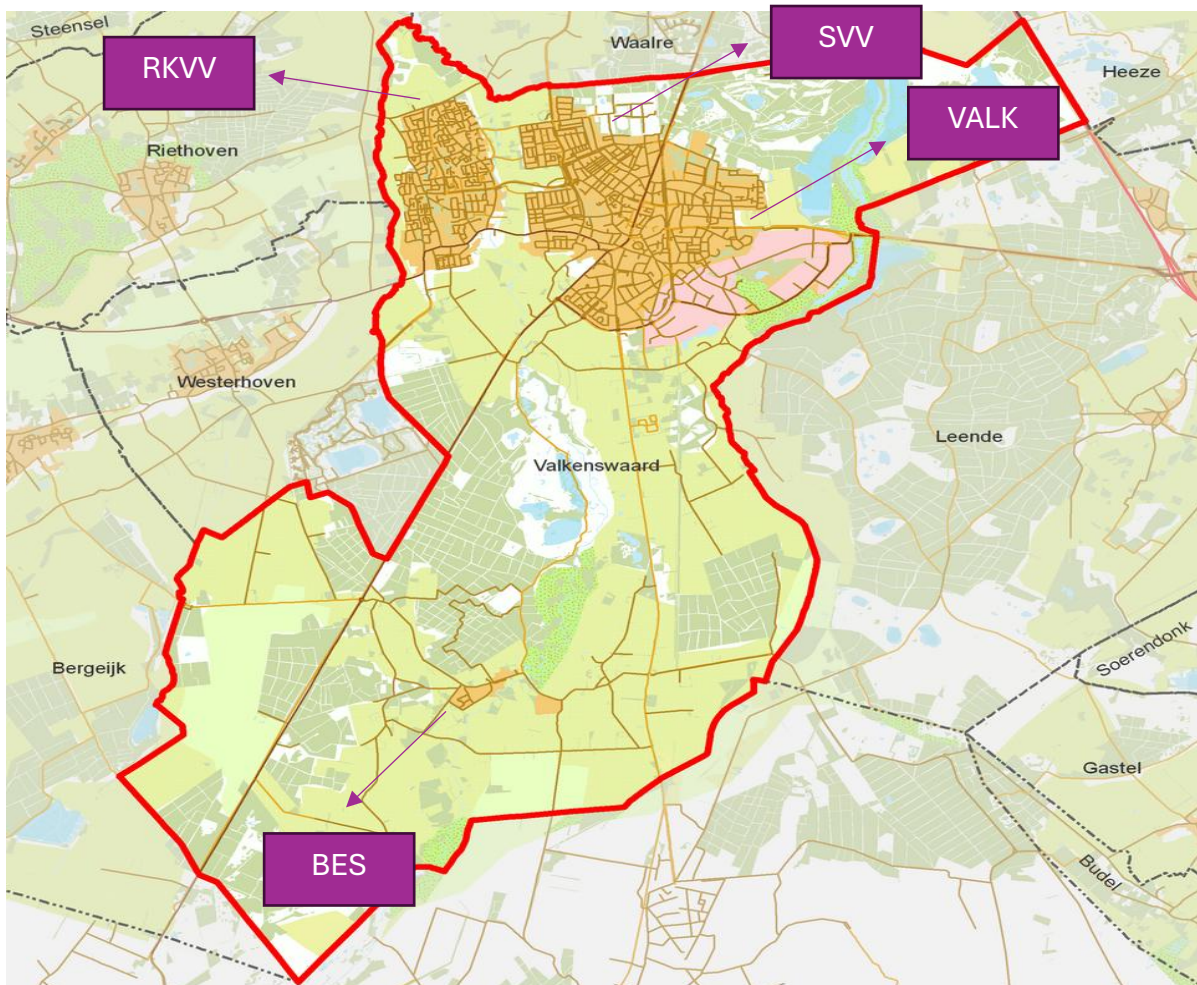 Steensel
Waalre
SVV
RKVV
Heeze
VALK
Riethoven
Westerhoven
Leende
Valkenswaard
Bergeijk
Soerendonk
Gastel
BES
Budel